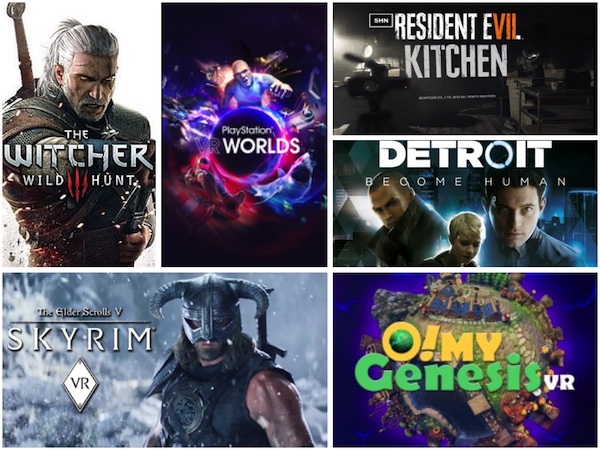 THE
WITCHER
WILD HUNT
PlayStation®
VR WORLDS
SHN
RESIDENT EVIL
KITCHEN
DETROIT
BECOME HUMAN
The Elder Scrolls V
SKYRIM
VR
O!MY
Genesis VR